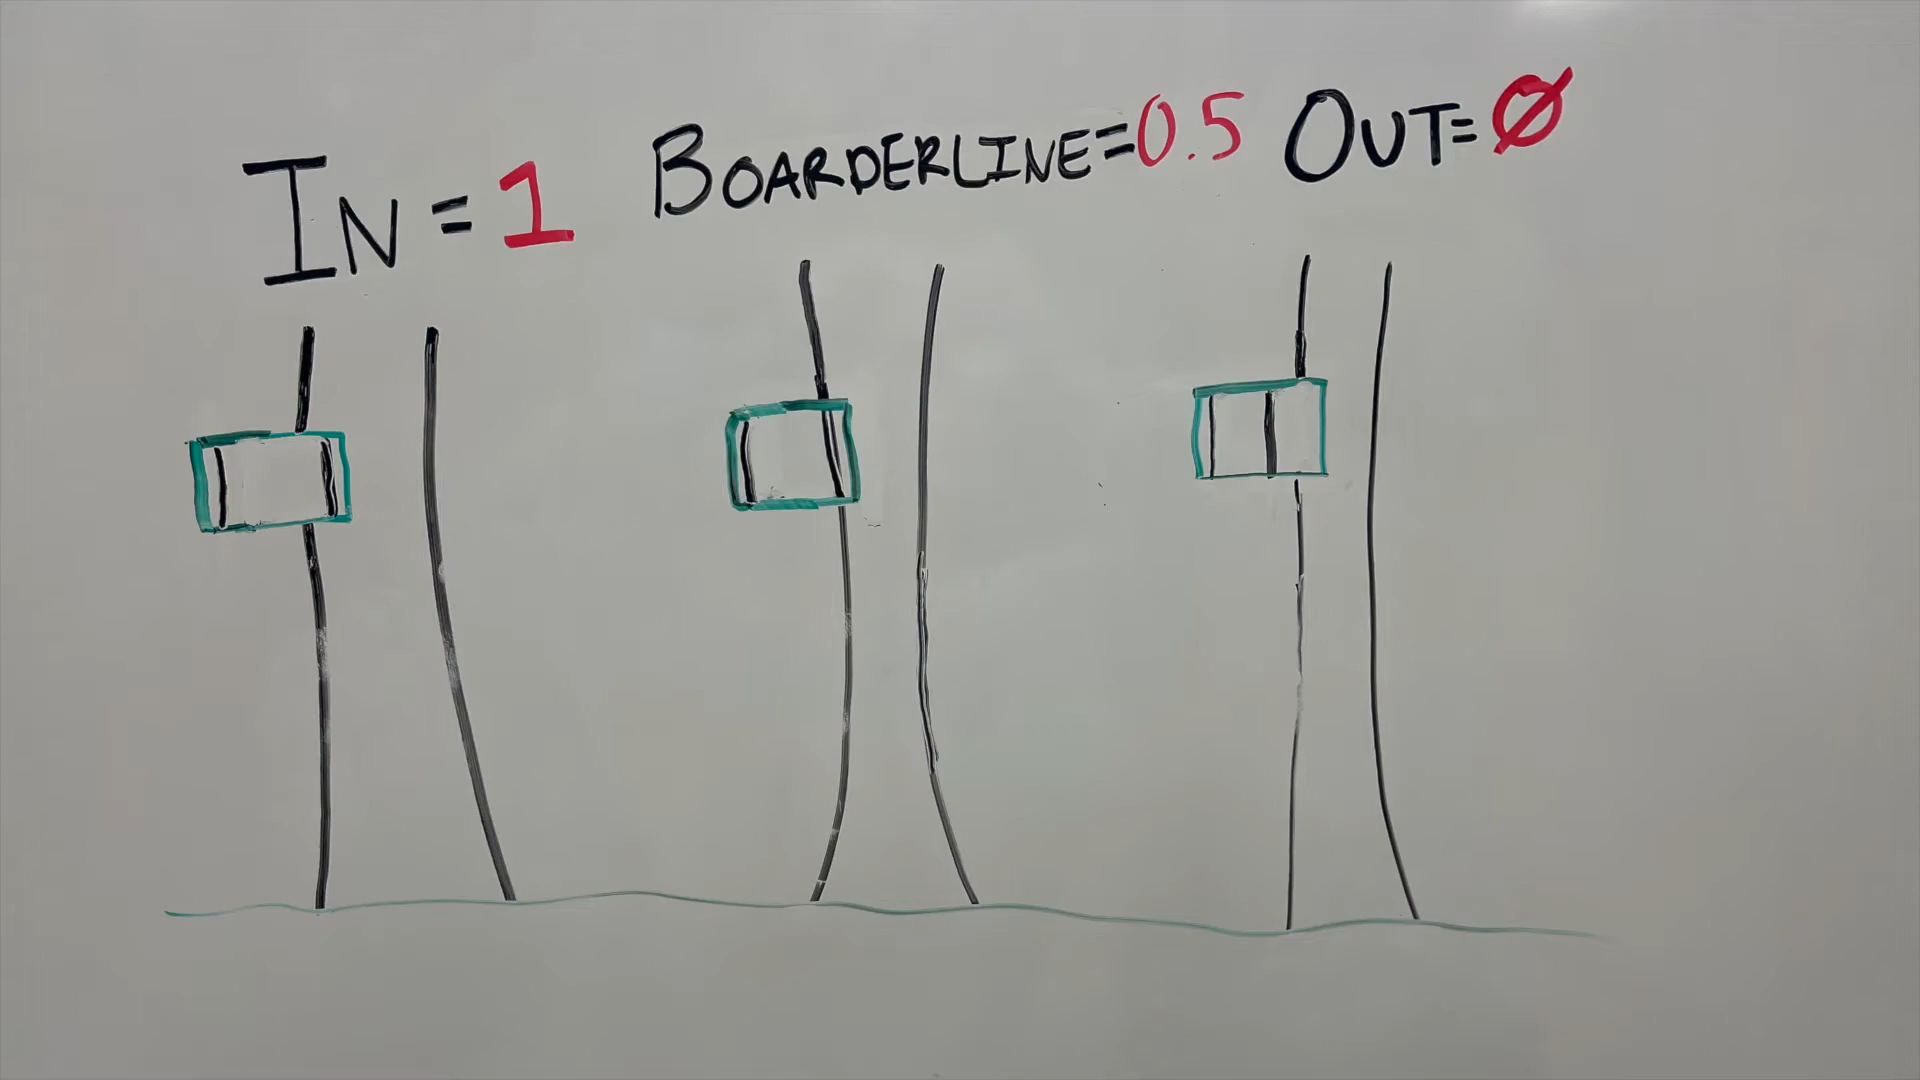 IN = 1
BOARDERLINE=0.5
OUT=Ø